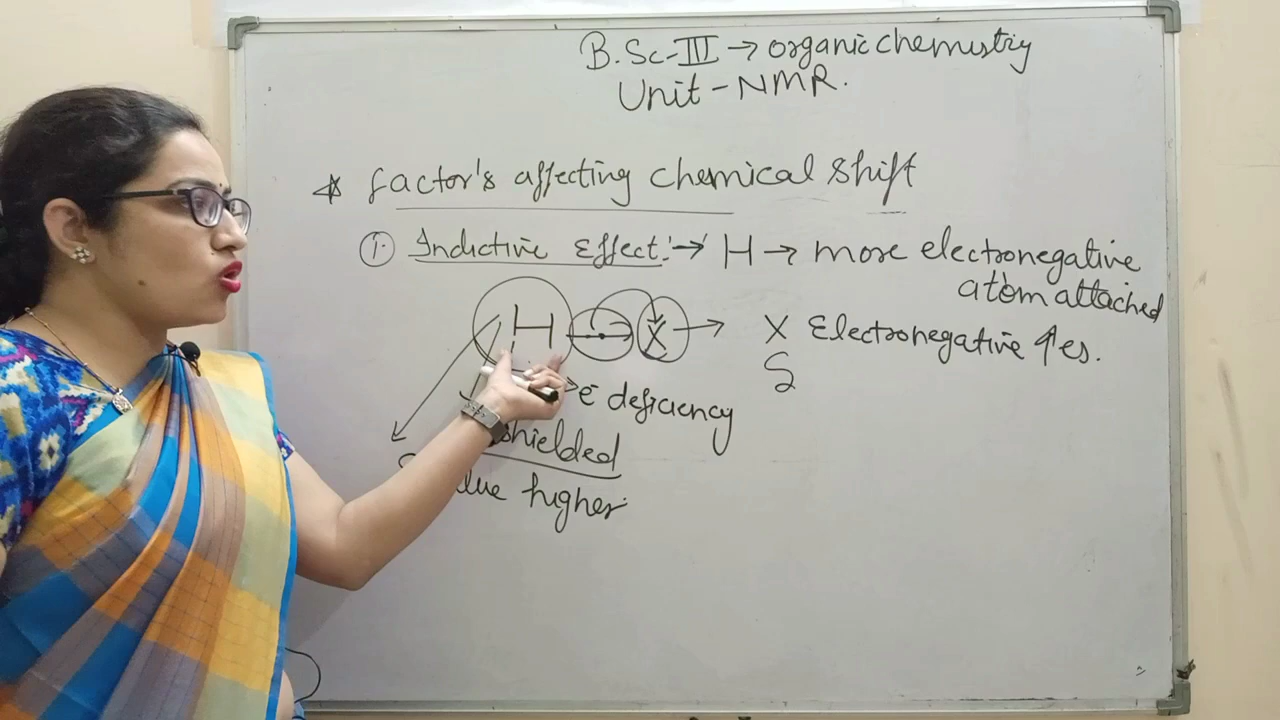 B.Sc-III → organic chemistry
Unit - NMR.
factor's affecting chemical shift
① Inductive Effect :→ H → more electronegative
atom attached
H X → X Electronegative ↑es.
δ
e⁻ deficiency
shielded
higher